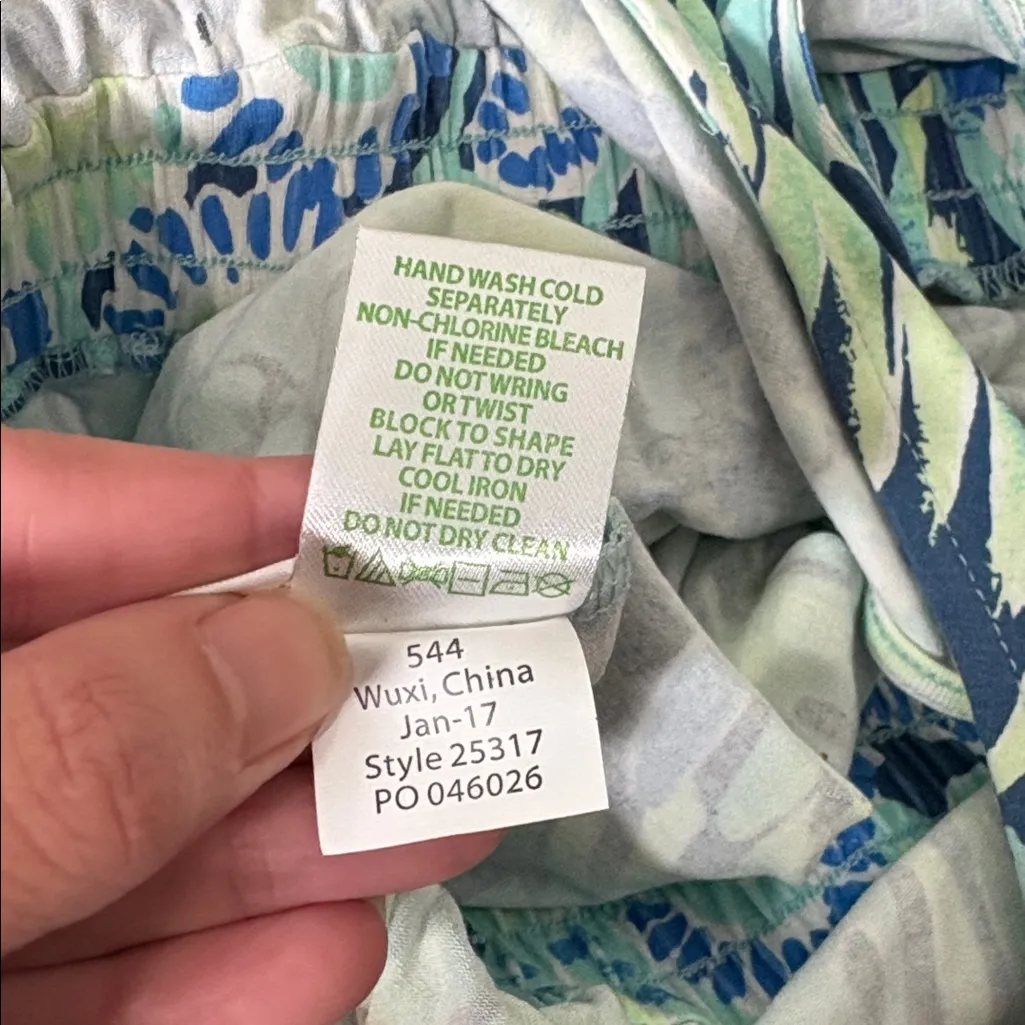 HAND WASH COLD
SEPARATELY
NON-CHLORINE BLEACH
IF NEEDED
DO NOT WRING
OR TWIST
BLOCK TO SHAPE
LAY FLAT TO DRY
COOL IRON
IF NEEDED
DO NOT DRY CLEAN
544
Wuxi, China
Jan-17
Style 25317
PO 046026